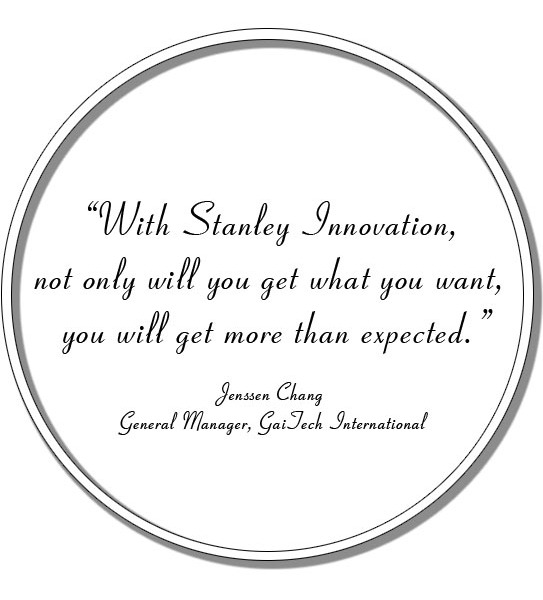 “With Stanley Innovation,
not only will you get what you want,
you will get more than expected.”
Jenssen Chang
General Manager, GaiTech International